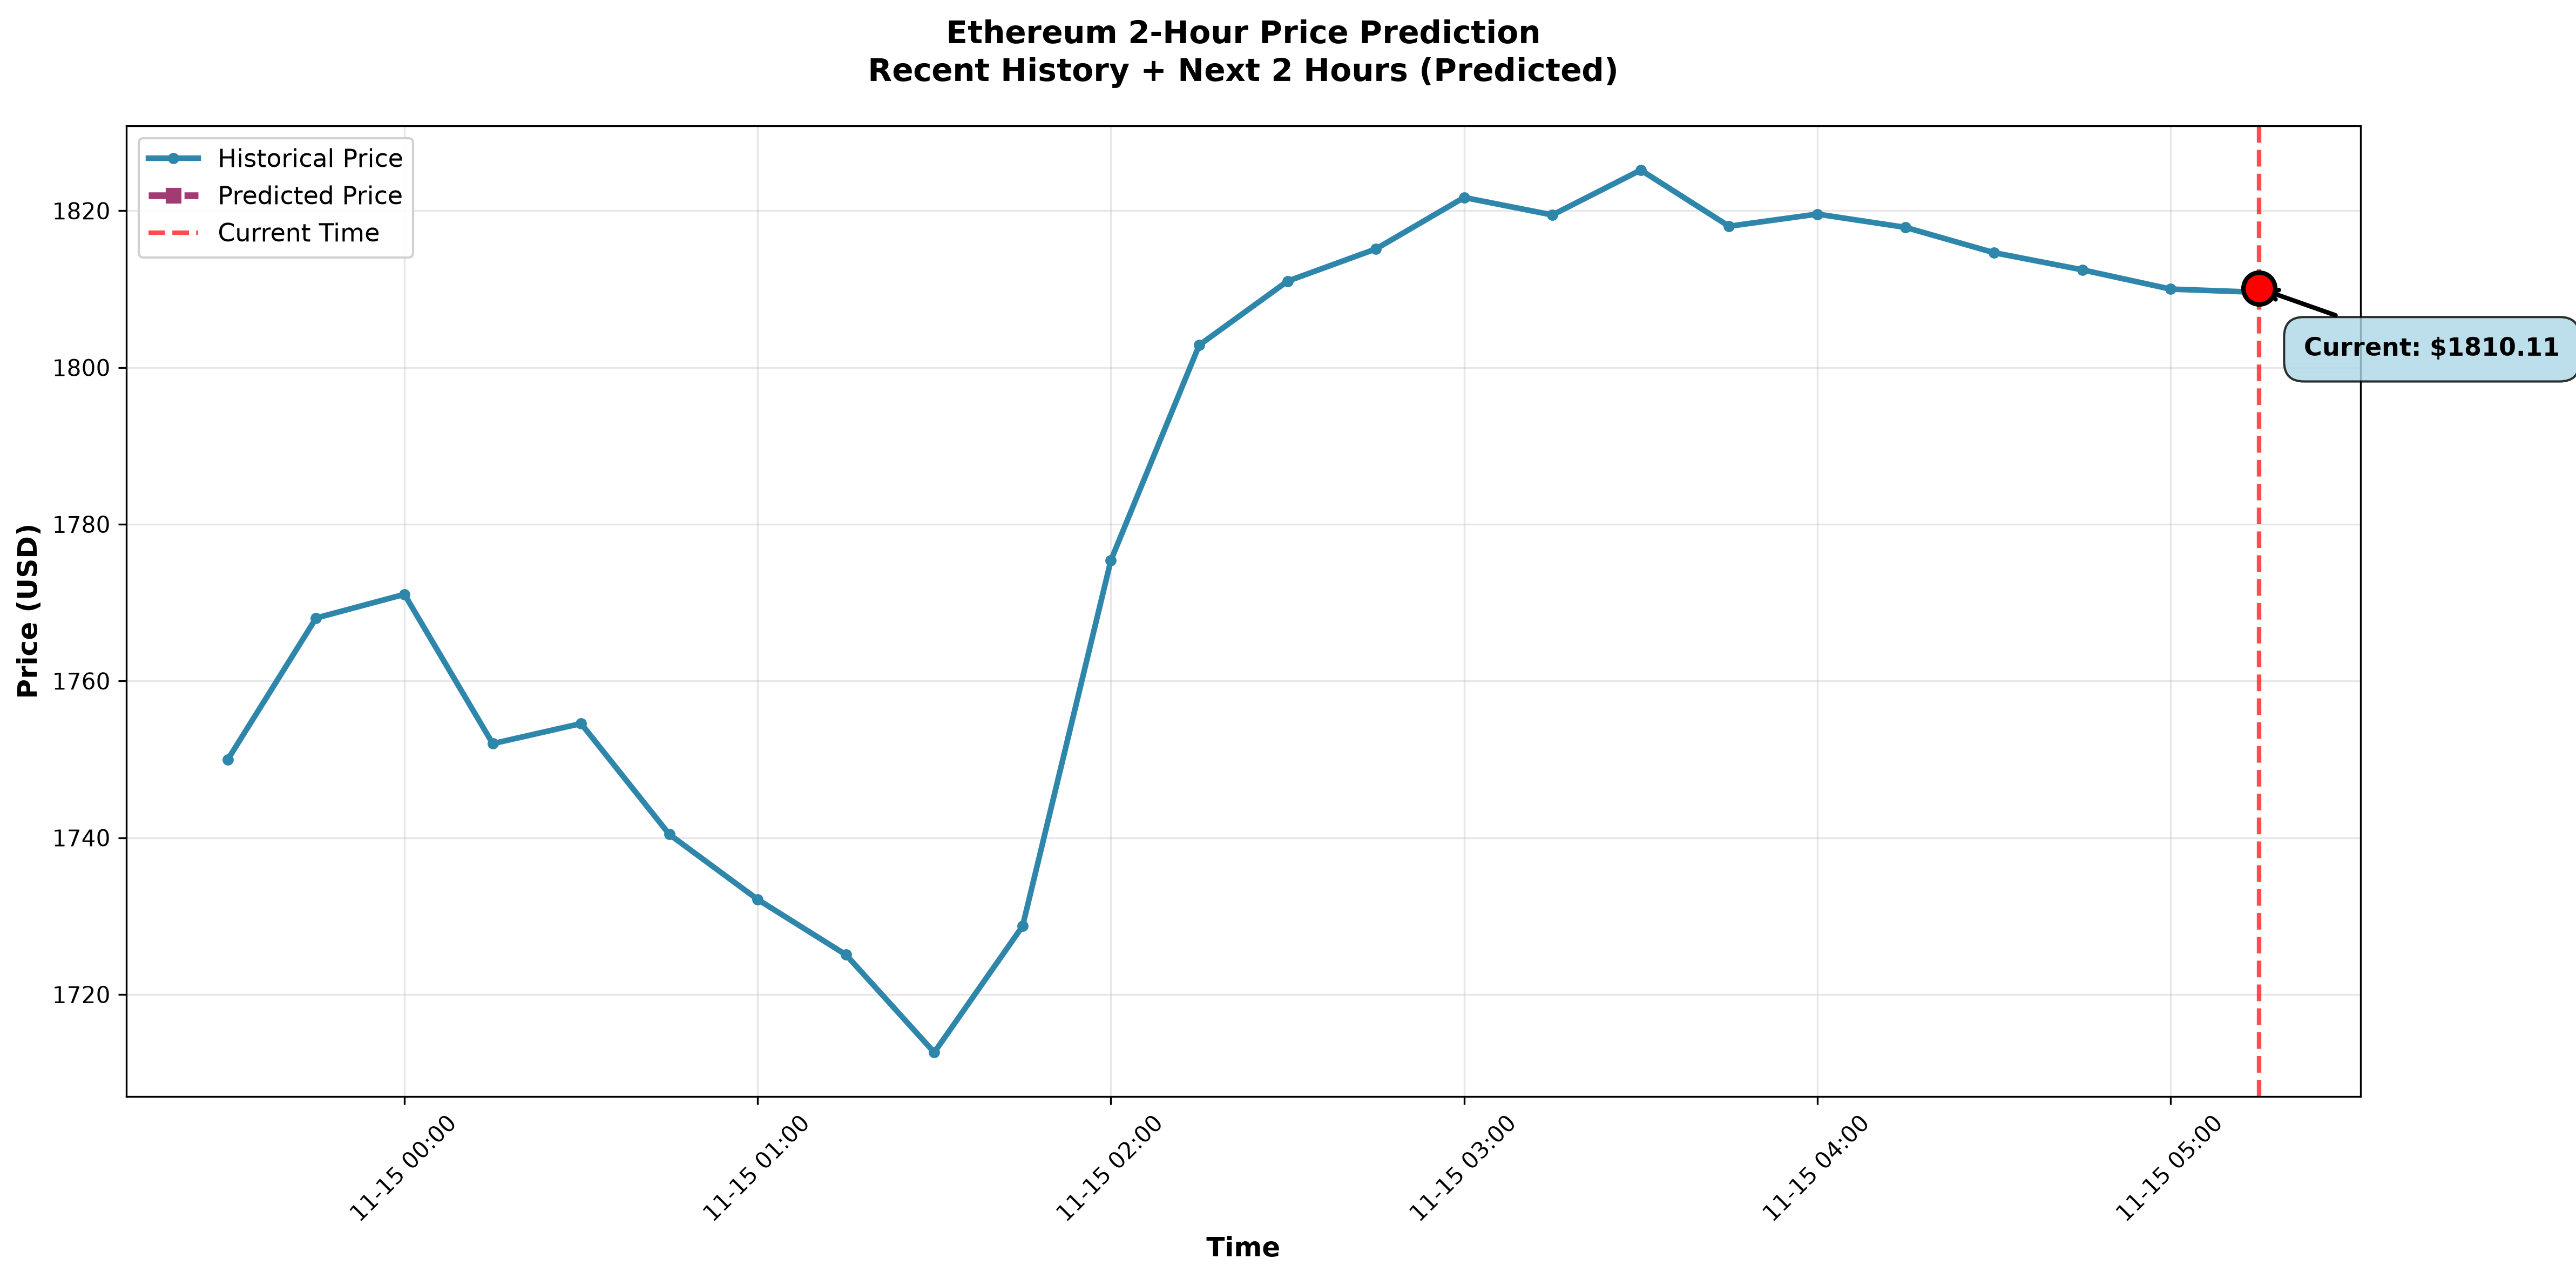 Ethereum 2-Hour Price Prediction
Recent History + Next 2 Hours (Predicted)
Historical Price
Predicted Price
Current Time
1820
1800
1780
1760
1740
1720
Price (USD)
Current: $1810.11
11-15 00:00
11-15 01:00
11-15 02:00
11-15 03:00
11-15 04:00
11-15 05:00
Time